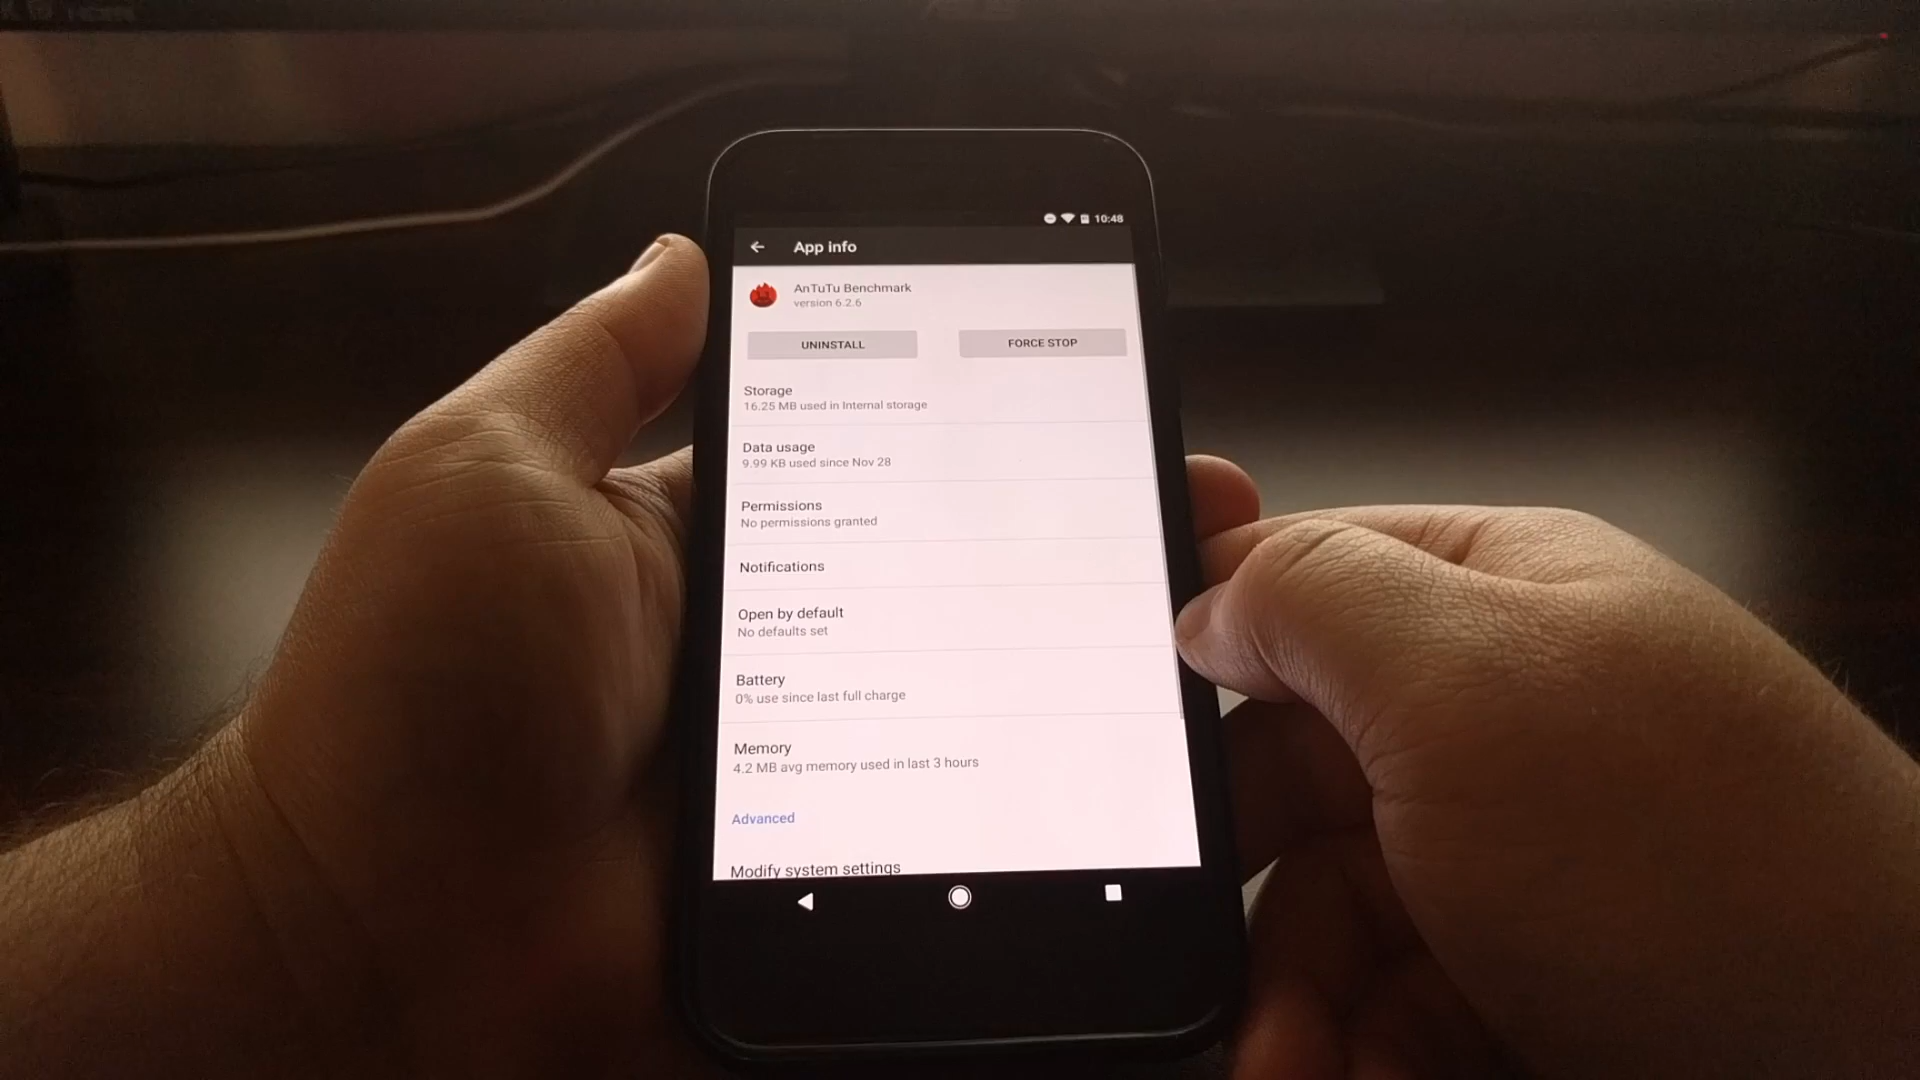 10:48
App info
AnTuTu Benchmark
version 6.2.6
UNINSTALL
FORCE STOP
Storage
16.25 MB used in Internal storage
Data usage
9.99 KB used since Nov 28
Permissions
No permissions granted
Notifications
Open by default
No defaults set
Battery
0% use since last full charge
Memory
4.2 MB avg memory used in last 3 hours
Advanced
Modify system settings